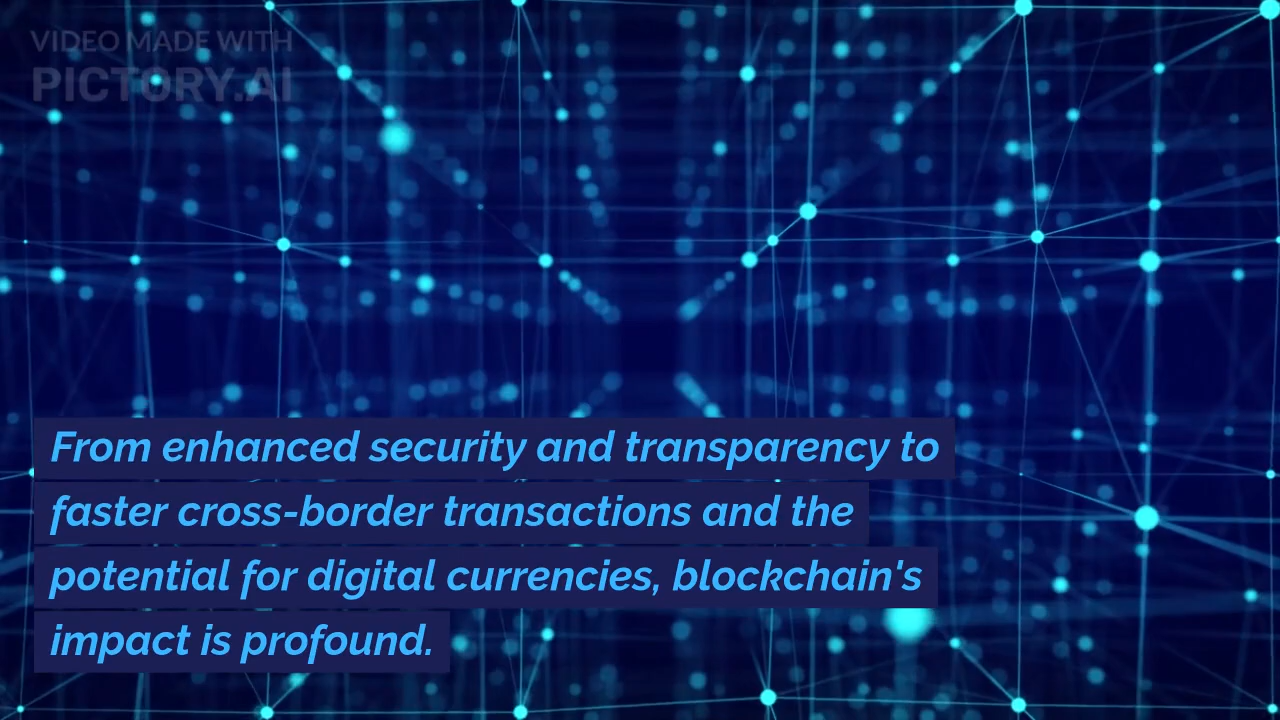 VIDEO MADE WITH
PICTORY.AI
From enhanced security and transparency to
faster cross-border transactions and the
potential for digital currencies, blockchain's
impact is profound.